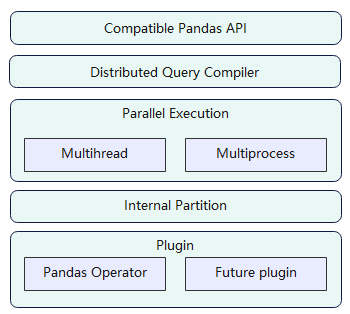 Compatible Pandas API
Distributed Query Compiler
Parallel Execution
Multihread
Multiprocess
Internal Partition
Plugin
Pandas Operator
Future plugin